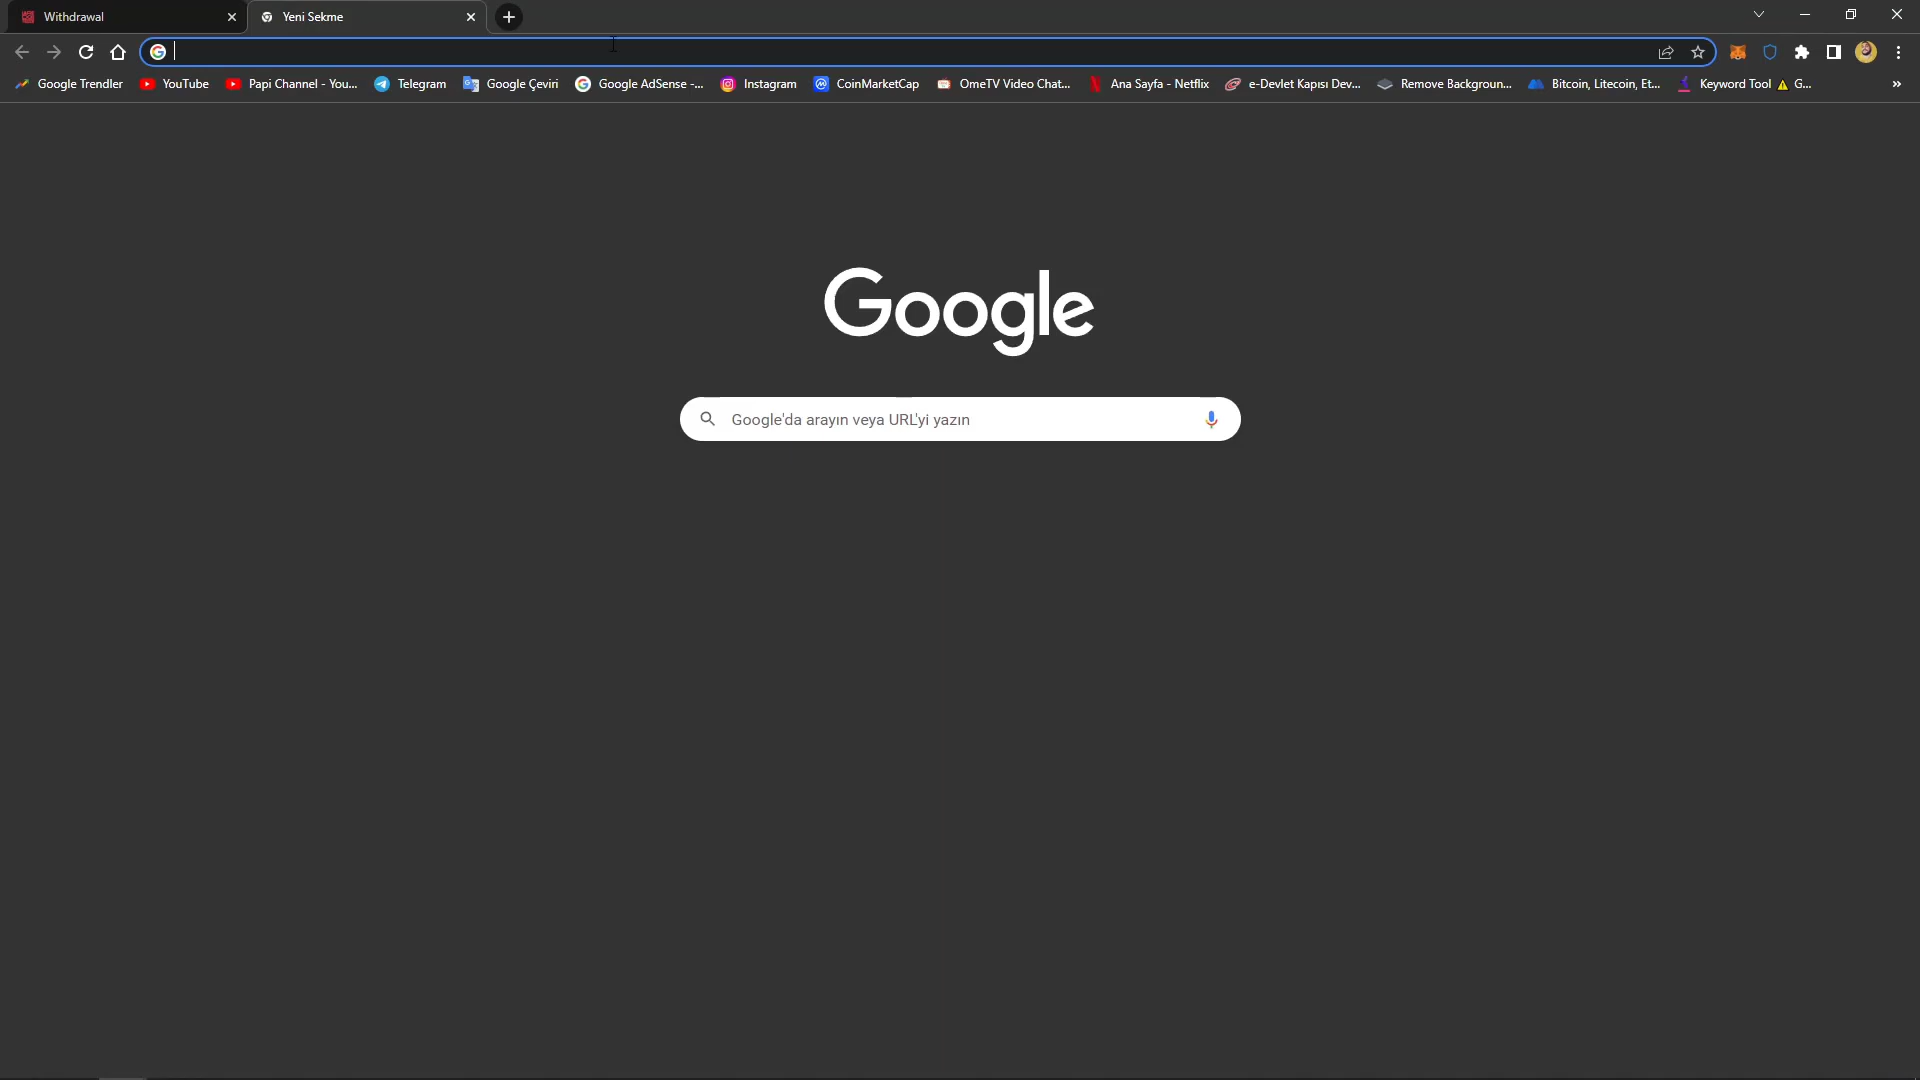 Withdrawal
Yeni Sekme
Google Trendler
YouTube
Papi Channel - You...
Telegram
Google Çeviri
Google AdSense -...
Instagram
CoinMarketCap
OmeTV Video Chat...
Ana Sayfa - Netflix
e-Devlet Kapısı Dev...
Remove Backgroun...
Bitcoin, Litecoin, Et...
Keyword Tool ⚠ G...
Google
Google'da arayın veya URL'yi yazın